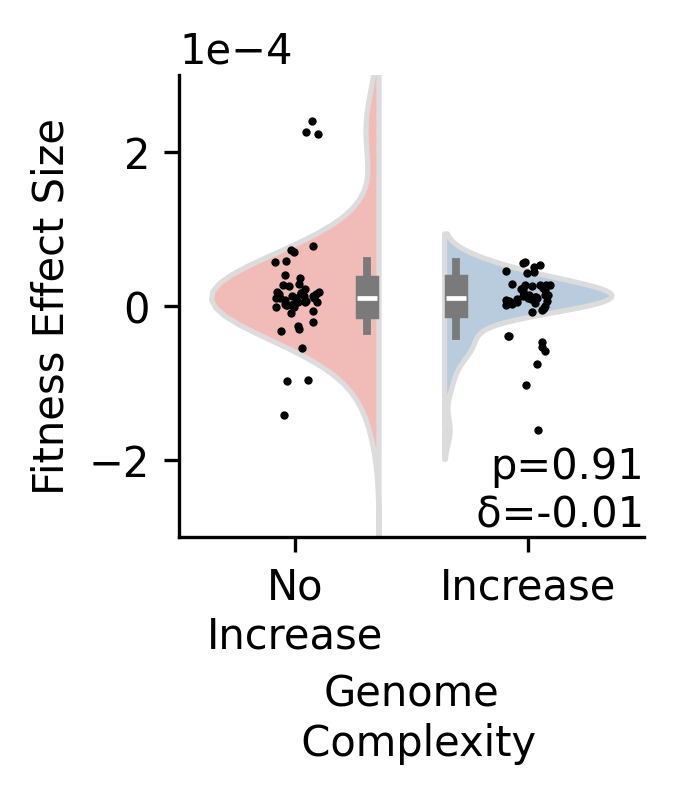 1e−4
Fitness Effect Size
2
0
−2
p=0.91
δ=-0.01
No
Increase
Increase
Genome
Complexity